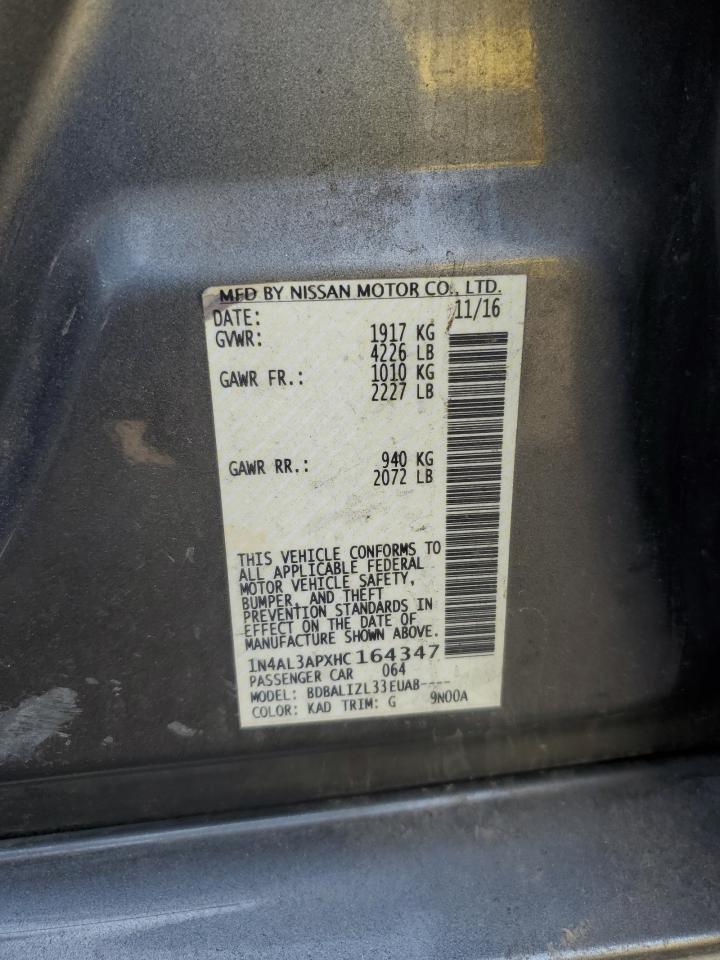 MFD BY NISSAN MOTOR CO., LTD.
DATE: 11/16
GVWR: 1917 KG
4226 LB
GAWR FR.: 1010 KG
2227 LB
GAWR RR.: 940 KG
2072 LB
THIS VEHICLE CONFORMS TO
ALL APPLICABLE FEDERAL
MOTOR VEHICLE SAFETY,
BUMPER, AND THEFT
PREVENTION STANDARDS IN
EFFECT ON THE DATE OF
MANUFACTURE SHOWN ABOVE.
1N4AL3APXHC164347
PASSENGER CAR 064
MODEL: BDBALIZL33EUAB----
COLOR: KAD TRIM: G 9N00A